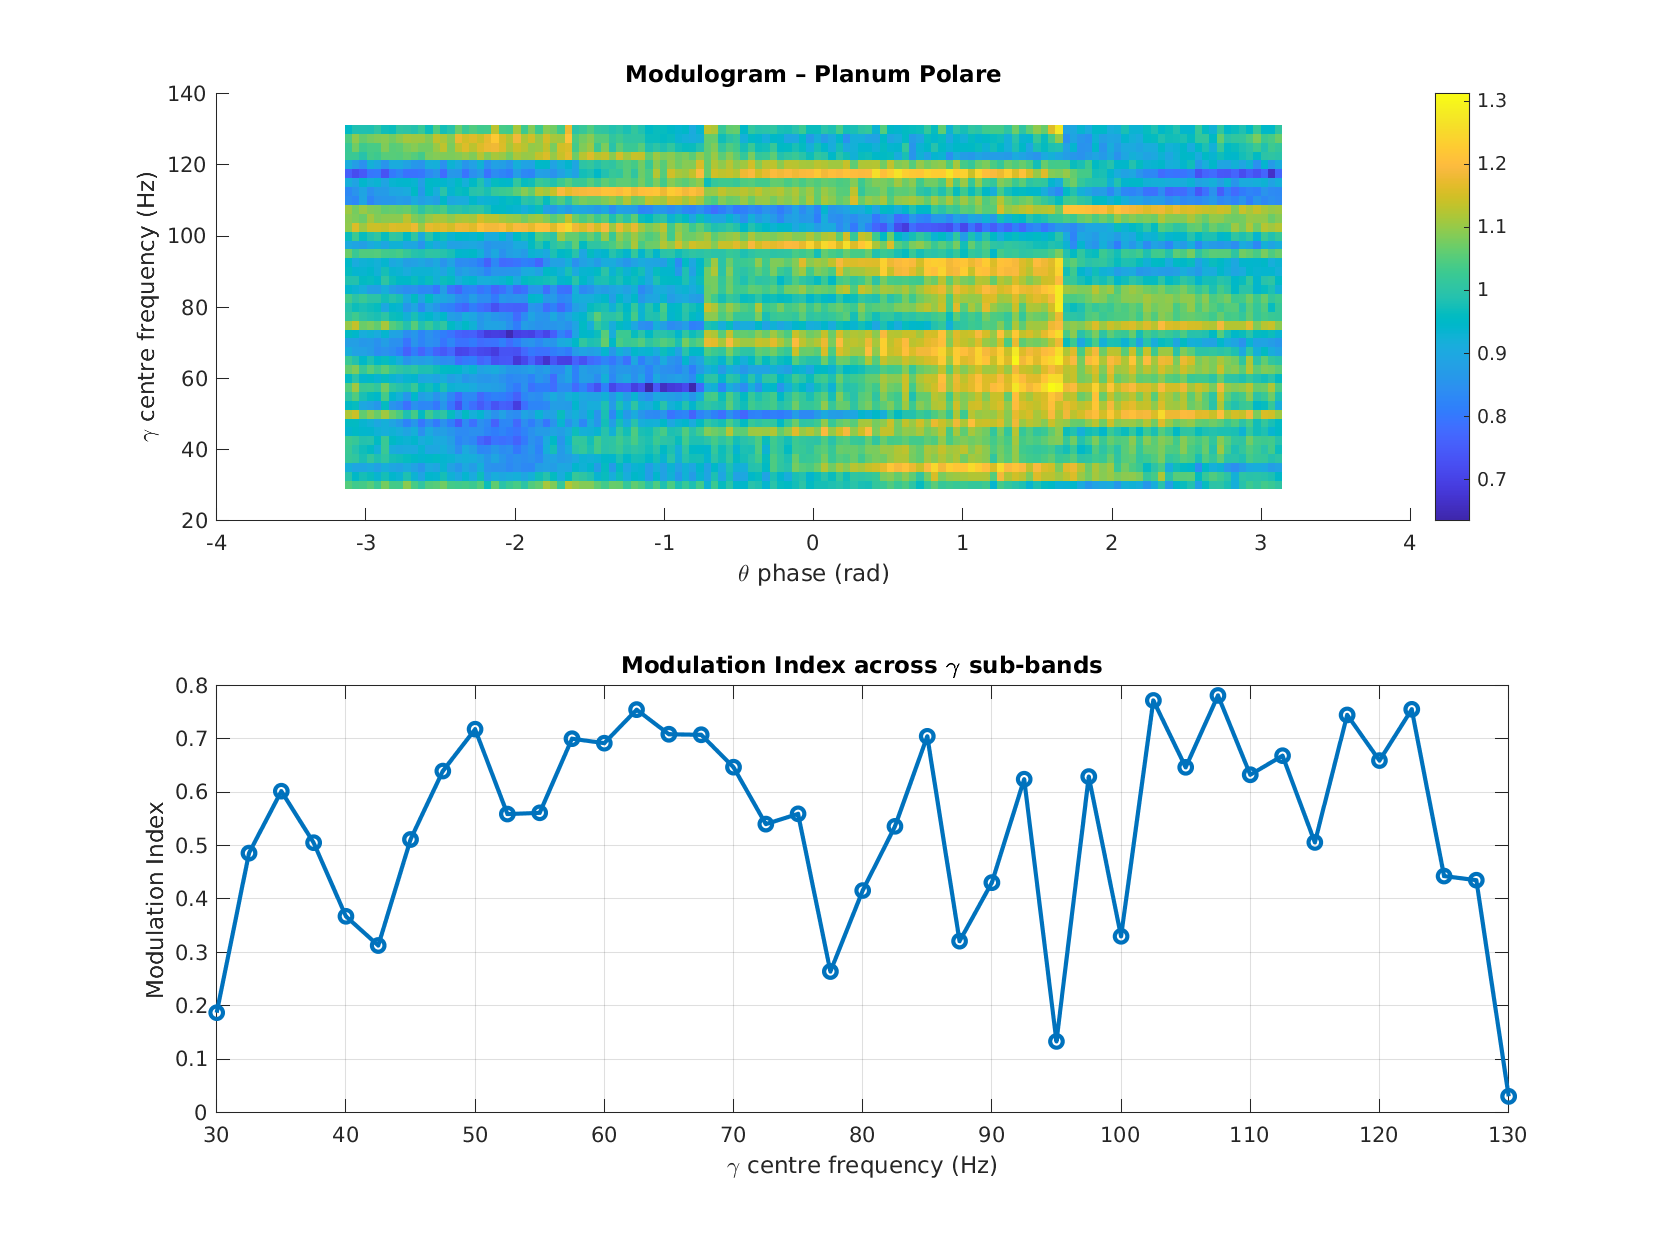 Modulogram – Planum Polare
140
120
100
80
60
40
20
γ centre frequency (Hz)
-4 -3 -2 -1 0 1 2 3 4
θ phase (rad)
1.3
1.2
1.1
1
0.9
0.8
0.7
Modulation Index across γ sub-bands
0.8
0.7
0.6
0.5
0.4
0.3
0.2
0.1
0
Modulation Index
30 40 50 60 70 80 90 100 110 120 130
γ centre frequency (Hz)